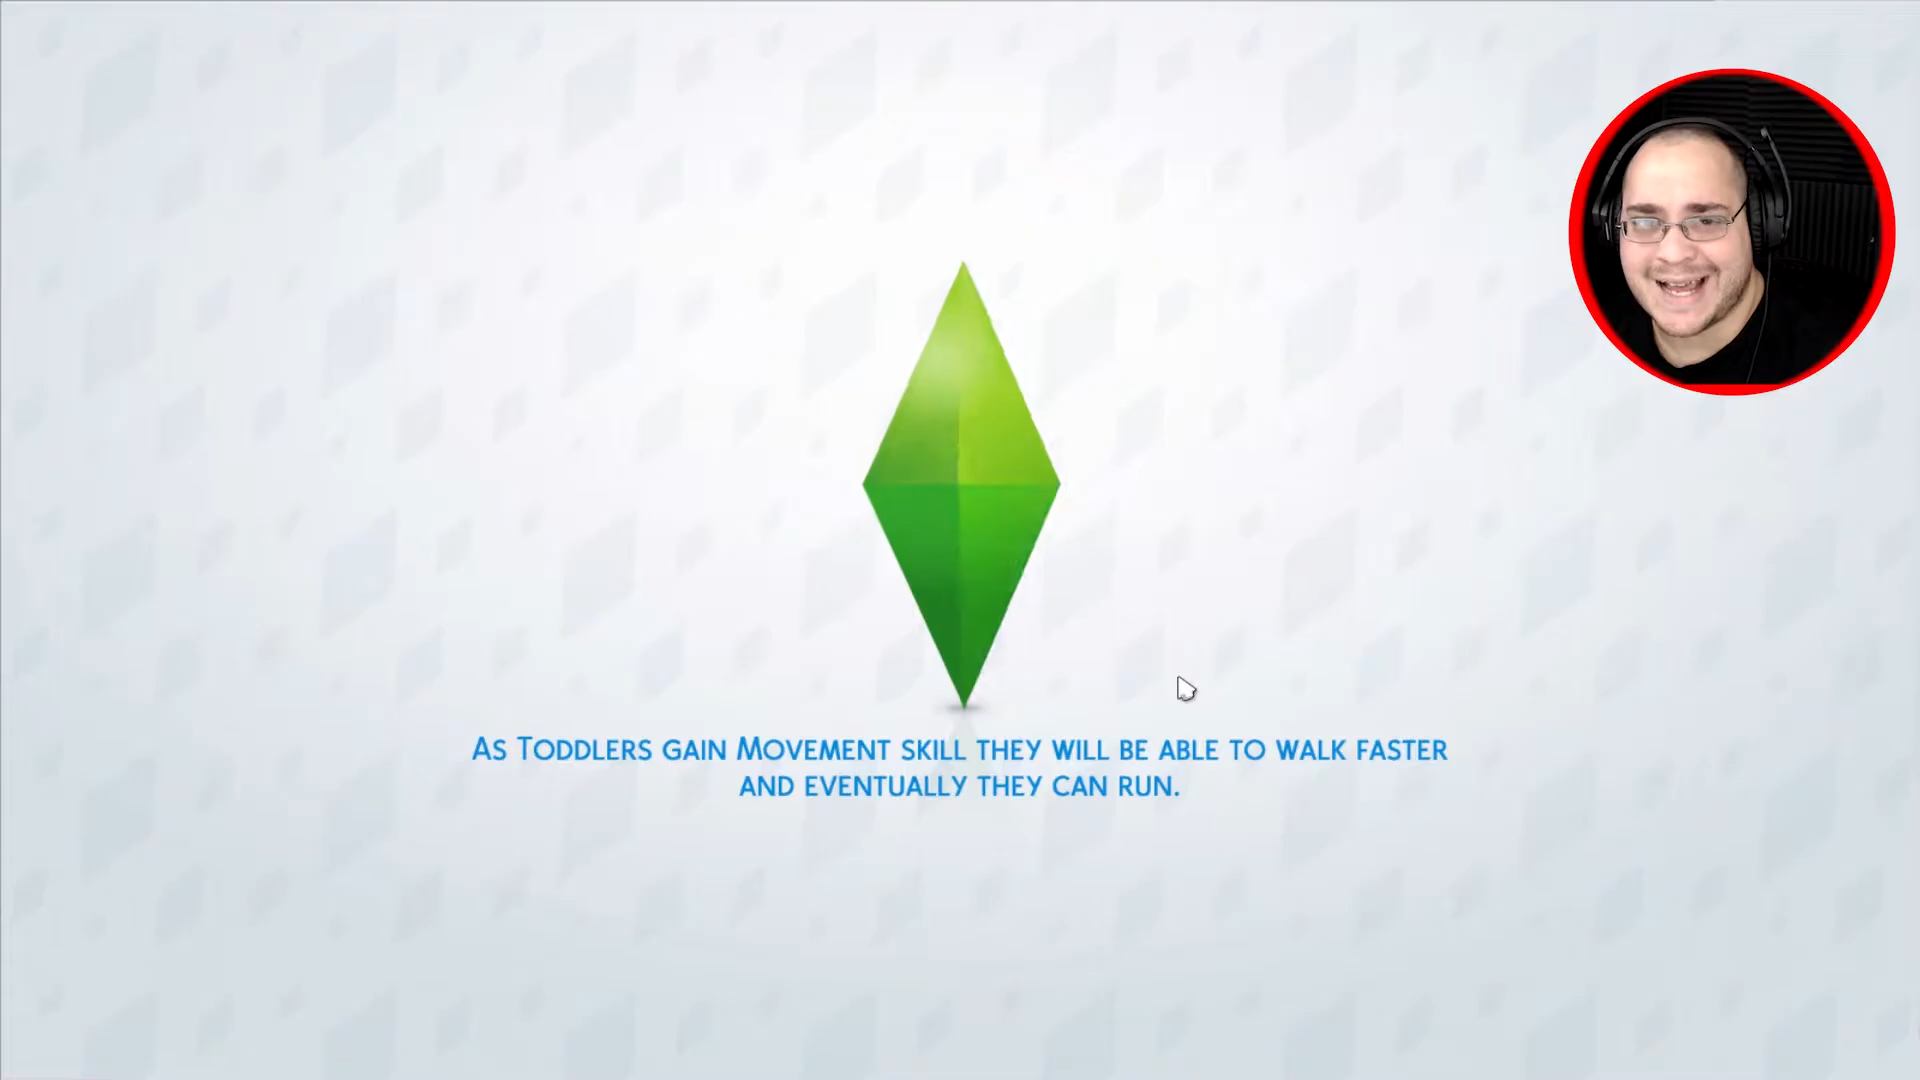 As Toddlers gain Movement skill they will be able to walk faster
and eventually they can run.